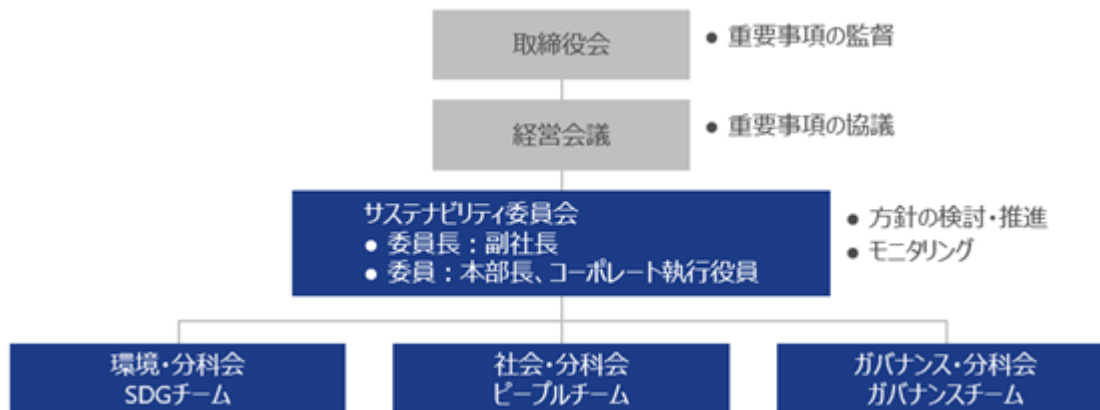 取締役会
● 重要事項の監督
経営会議
● 重要事項の協議
サステナビリティ委員会
● 委員長：副社長
● 委員：本部長、コーポレート執行役員
● 方針の検討・推進
● モニタリング
環境・分科会
SDGチーム
社会・分科会
ピープルチーム
ガバナンス・分科会
ガバナンスチーム